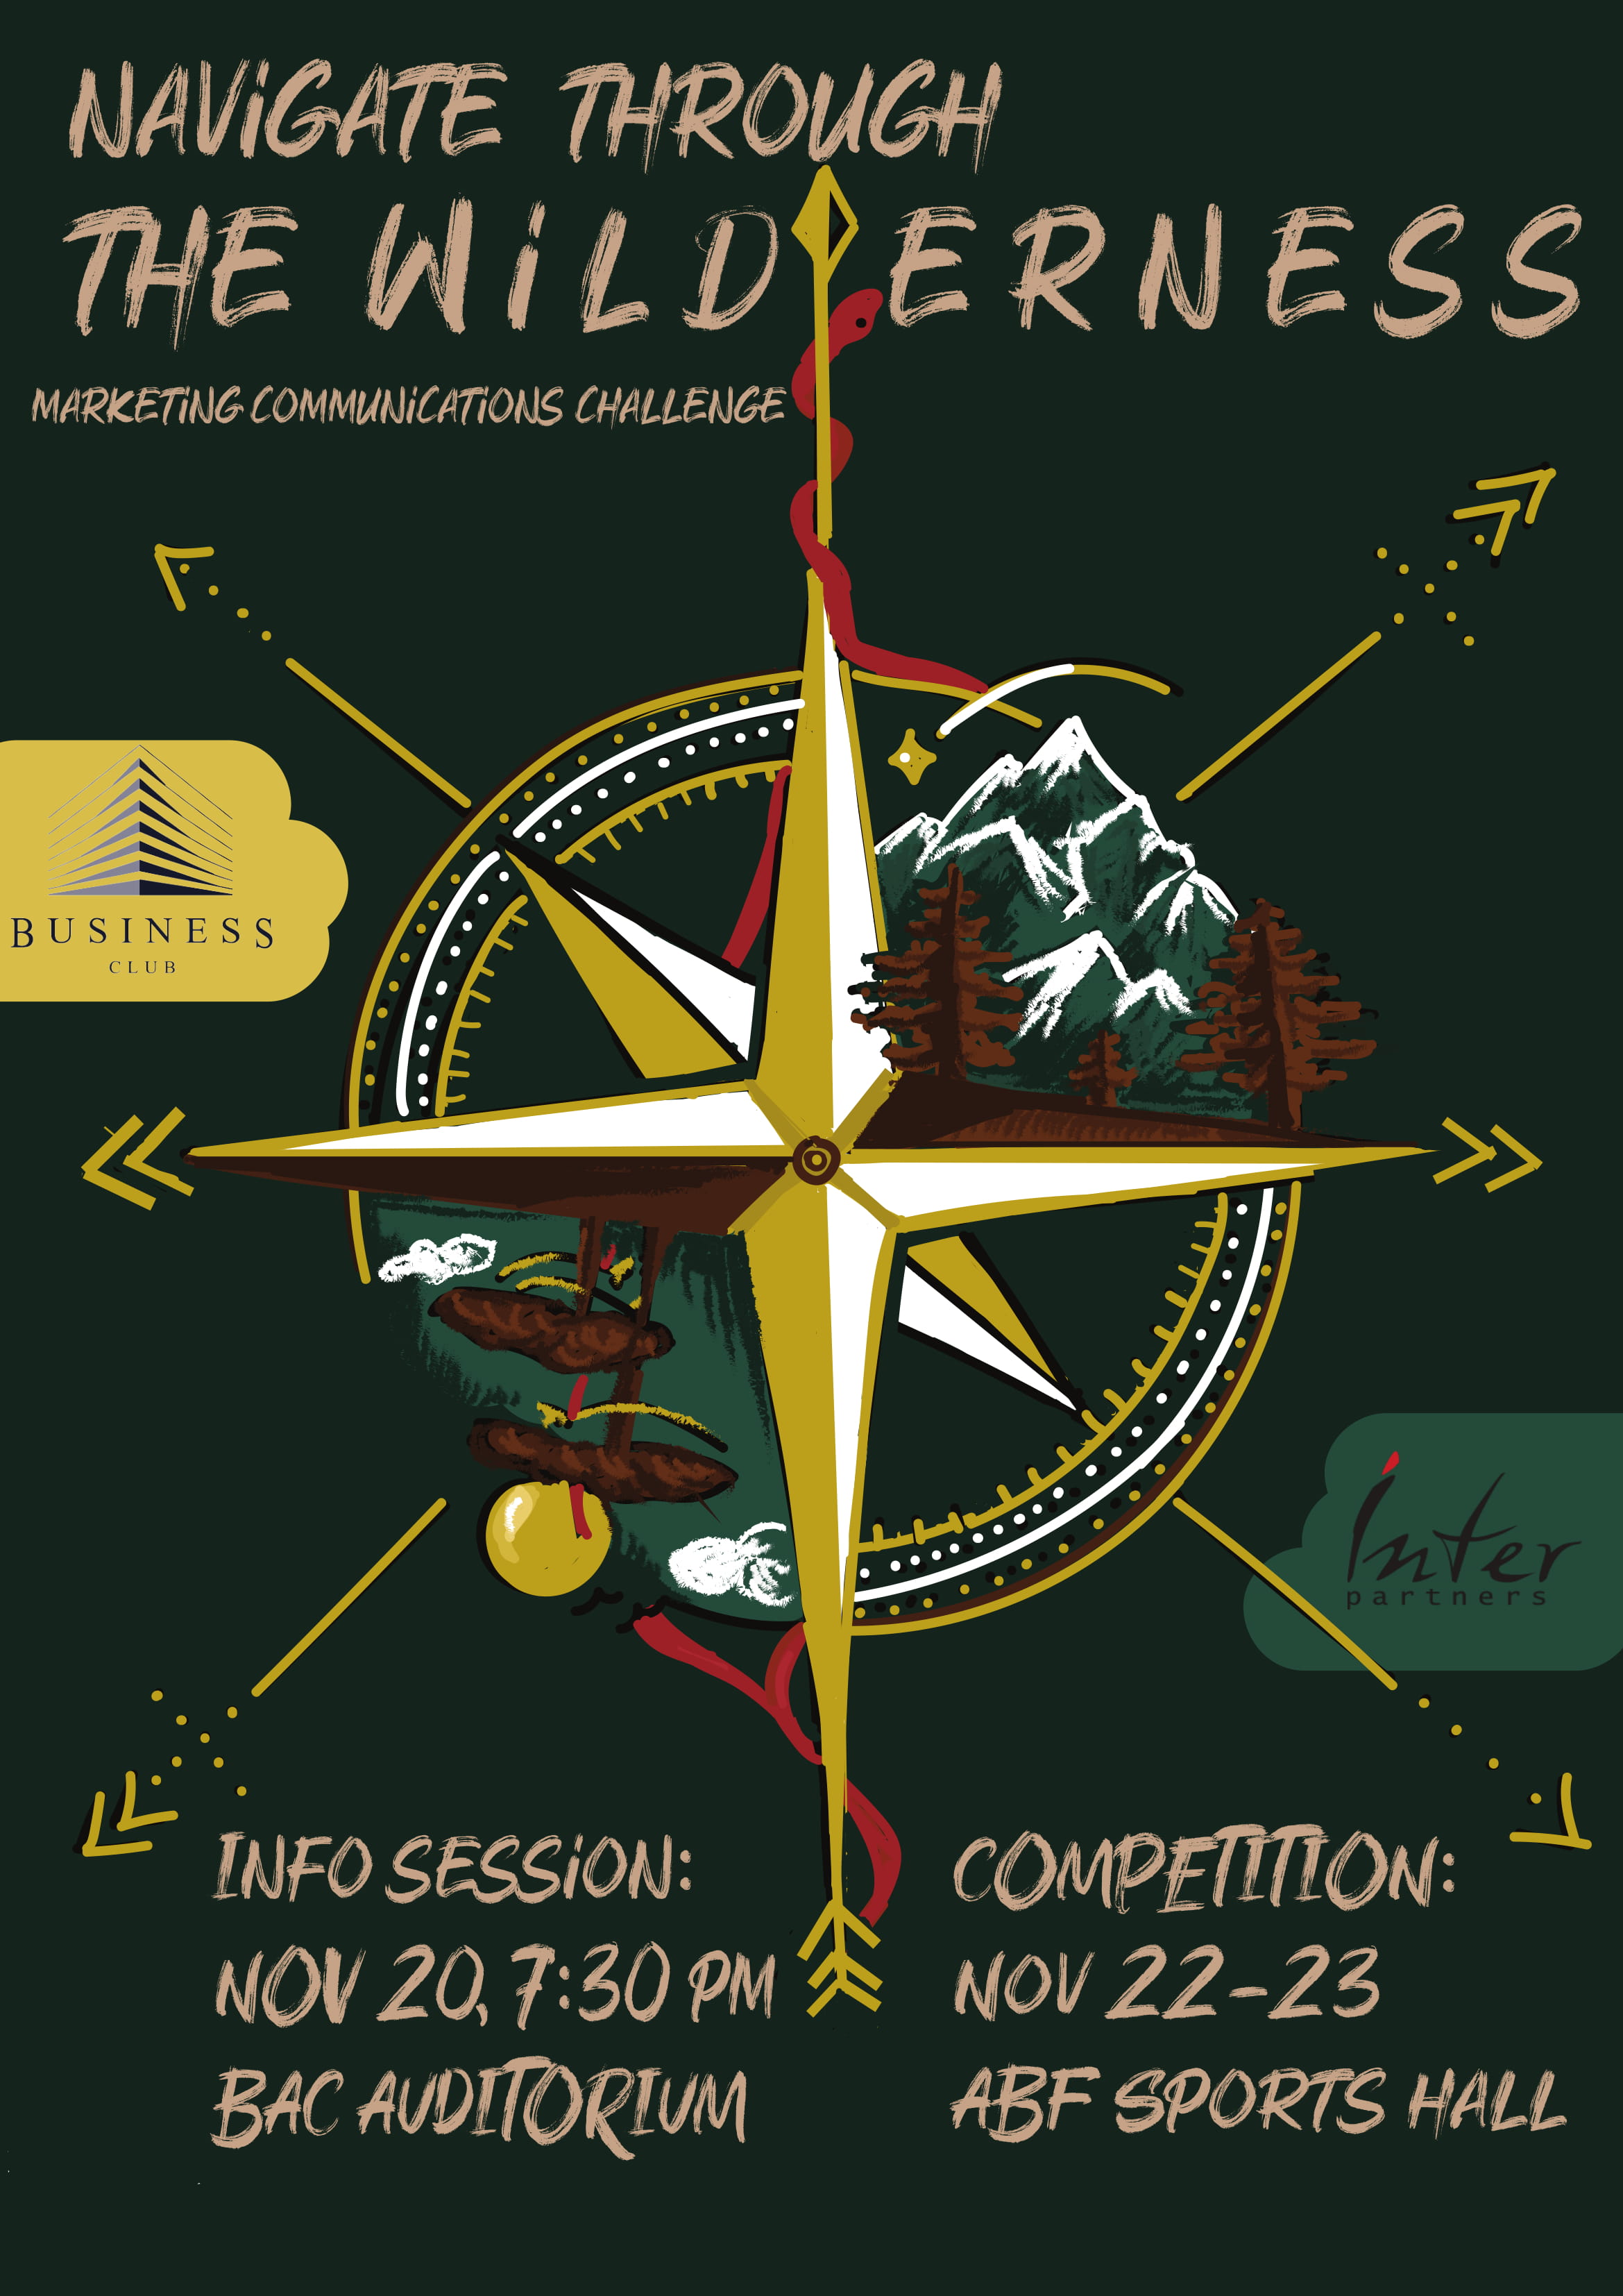 NAViGATE THROUGH
THE WiLDERNESS
MARKETiNG COMMUNiCATiONS CHALLENGE
BUSINESS
CLUB
inter
partners
INFO SESSiON:
NOV 20, 7:30 PM
BAC AUDITORIUM
COMPETITION:
NOV 22-23
ABF SPORTS HALL